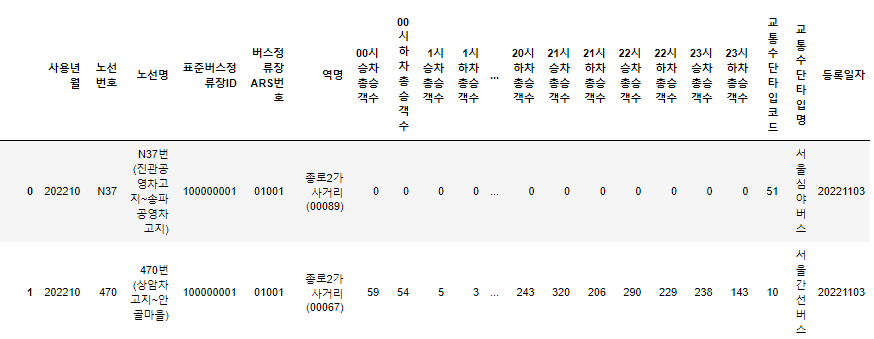 사용년월 노선번호 노선명 표준버스정류장ID 버스정류장ARS번호 역명 00시승차총승객수 00시하차총승객수 1시승차총승객수 1시하차총승객수 ... 20시하차총승객수 21시승차총승객수 21시하차총승객수 22시승차총승객수 22시하차총승객수 23시승차총승객수 23시하차총승객수 교통수단타입코드 교통수단타입명 등록일자
0 202210 N37 N37번(진관공영차고지~송파공영차고지) 100000001 01001 종로2가사거리(00089) 0 0 0 0 ... 0 0 0 0 0 0 0 51 서울심야버스 20221103
1 202210 470 470번(상암차고지~안골마을) 100000001 01001 종로2가사거리(00067) 59 54 5 3 ... 243 320 206 290 229 238 143 10 서울간선버스 20221103